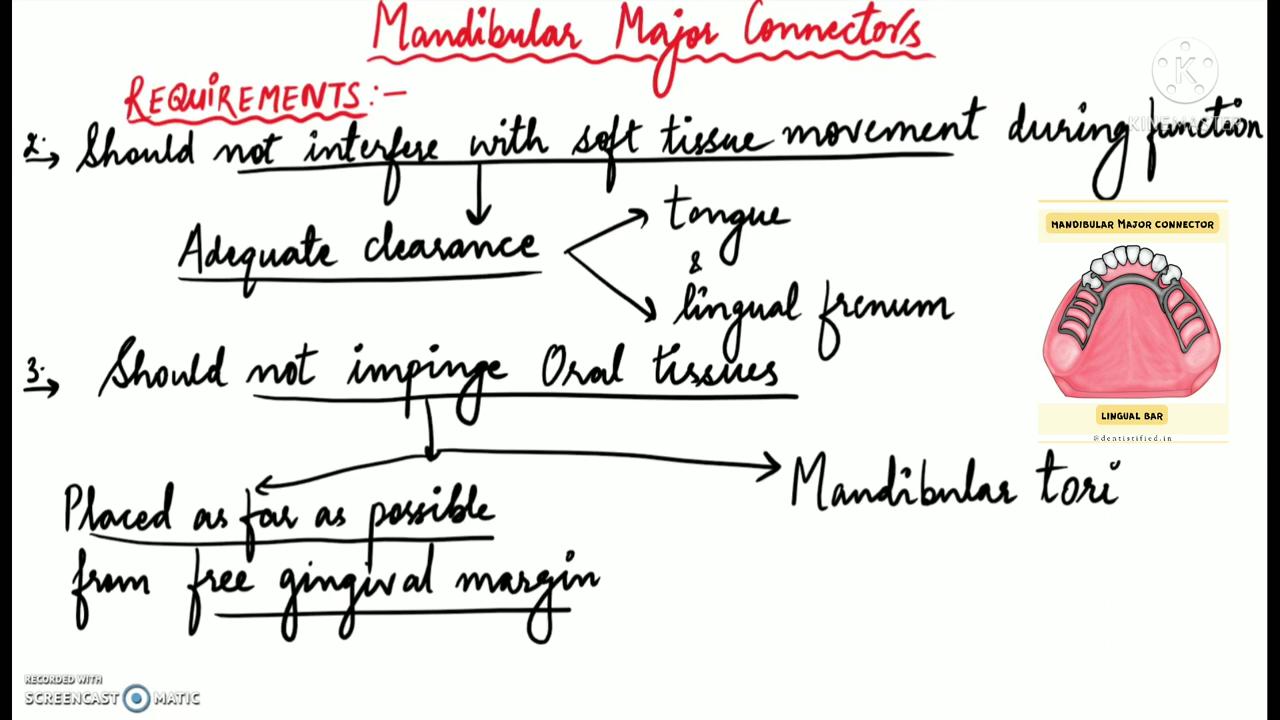 Mandibular Major Connectors
REQUIREMENTS:-
2. → Should not interfere with soft tissue movement during function
KINEMASTER
Adequate clearance
tongue
&
lingual frenum
MANDIBULAR MAJOR CONNECTOR
LINGUAL BAR
@dentistified.in
3. → Should not impinge Oral tissues
Placed as far as possible
from free gingival margin
Mandibular tori
RECORDED WITH
SCREENCAST MATIC